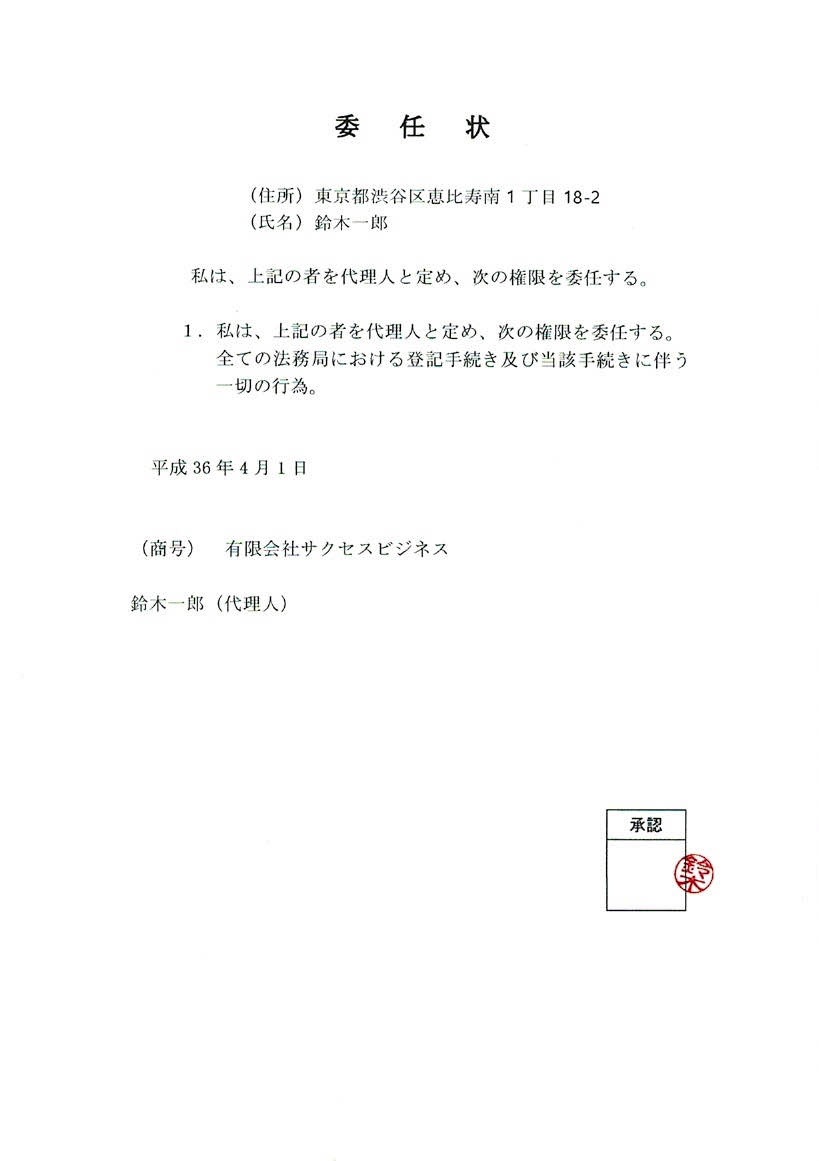 委 任 状
（住所）東京都渋谷区恵比寿南1丁目18-2
（氏名）鈴木一郎
私は、上記の者を代理人と定め、次の権限を委任する。
1．私は、上記の者を代理人と定め、次の権限を委任する。
全ての法務局における登記手続き及び当該手続きに伴う
一切の行為。
平成36年4月1日
（商号）　有限会社サクセスビジネス
鈴木一郎（代理人）
承認
鈴木